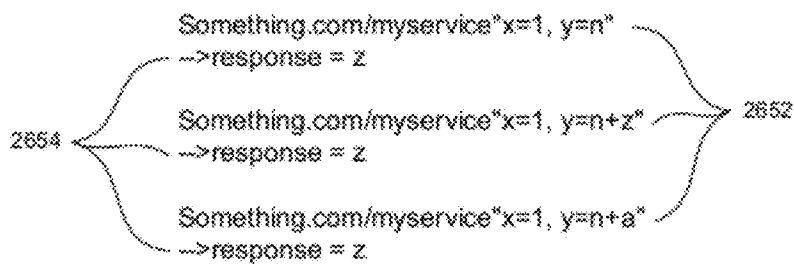 Something.com/myservice"x=1, y=n"
-->response = z
Something.com/myservice"x=1, y=n+z"
2652
2654
-->response = z
Something.com/myservice"x=1, y=n+a"
-->response = z